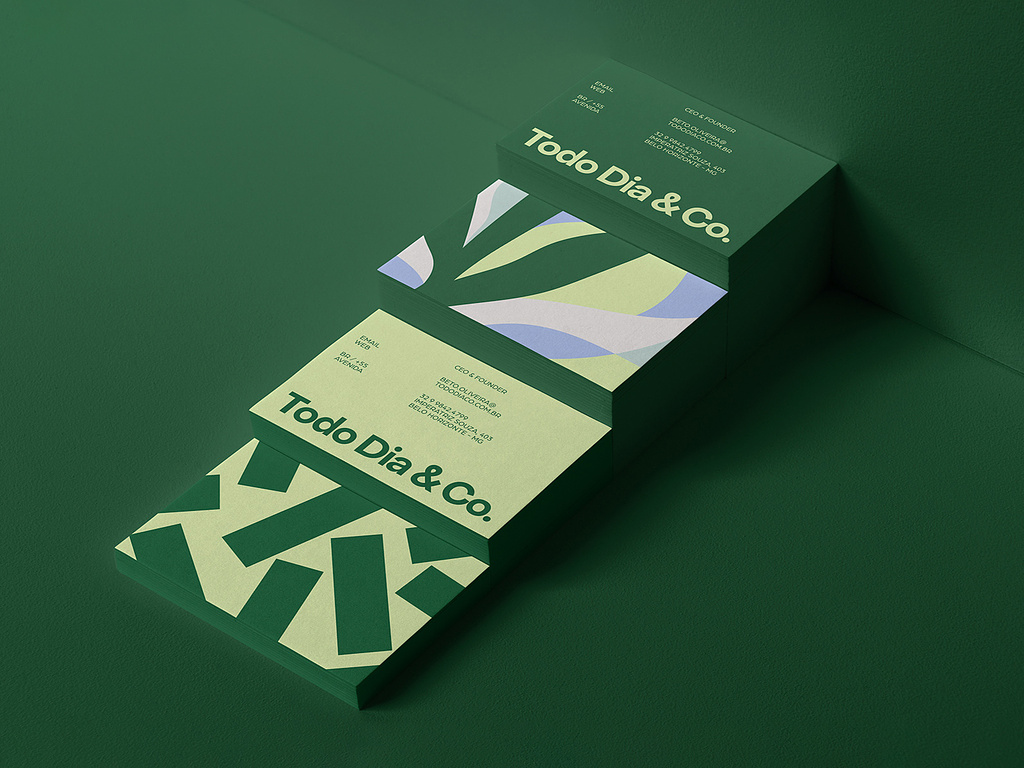 EMAIL
WEB
BR / +55
AVENIDA
CEO & FOUNDER
BETO.OLIVEIRA@
TODODIACO.COM.BR
32 9 9842.4799
IMPERATRIZ SOUZA, 403
BELO HORIZONTE - MG
Todo Dia & Co.
EMAIL
WEB
BR / +55
AVENIDA
CEO & FOUNDER
BETO.OLIVEIRA@
TODODIACO.COM.BR
32 9 9842.4799
IMPERATRIZ SOUZA, 403
BELO HORIZONTE - MG
Todo Dia & Co.